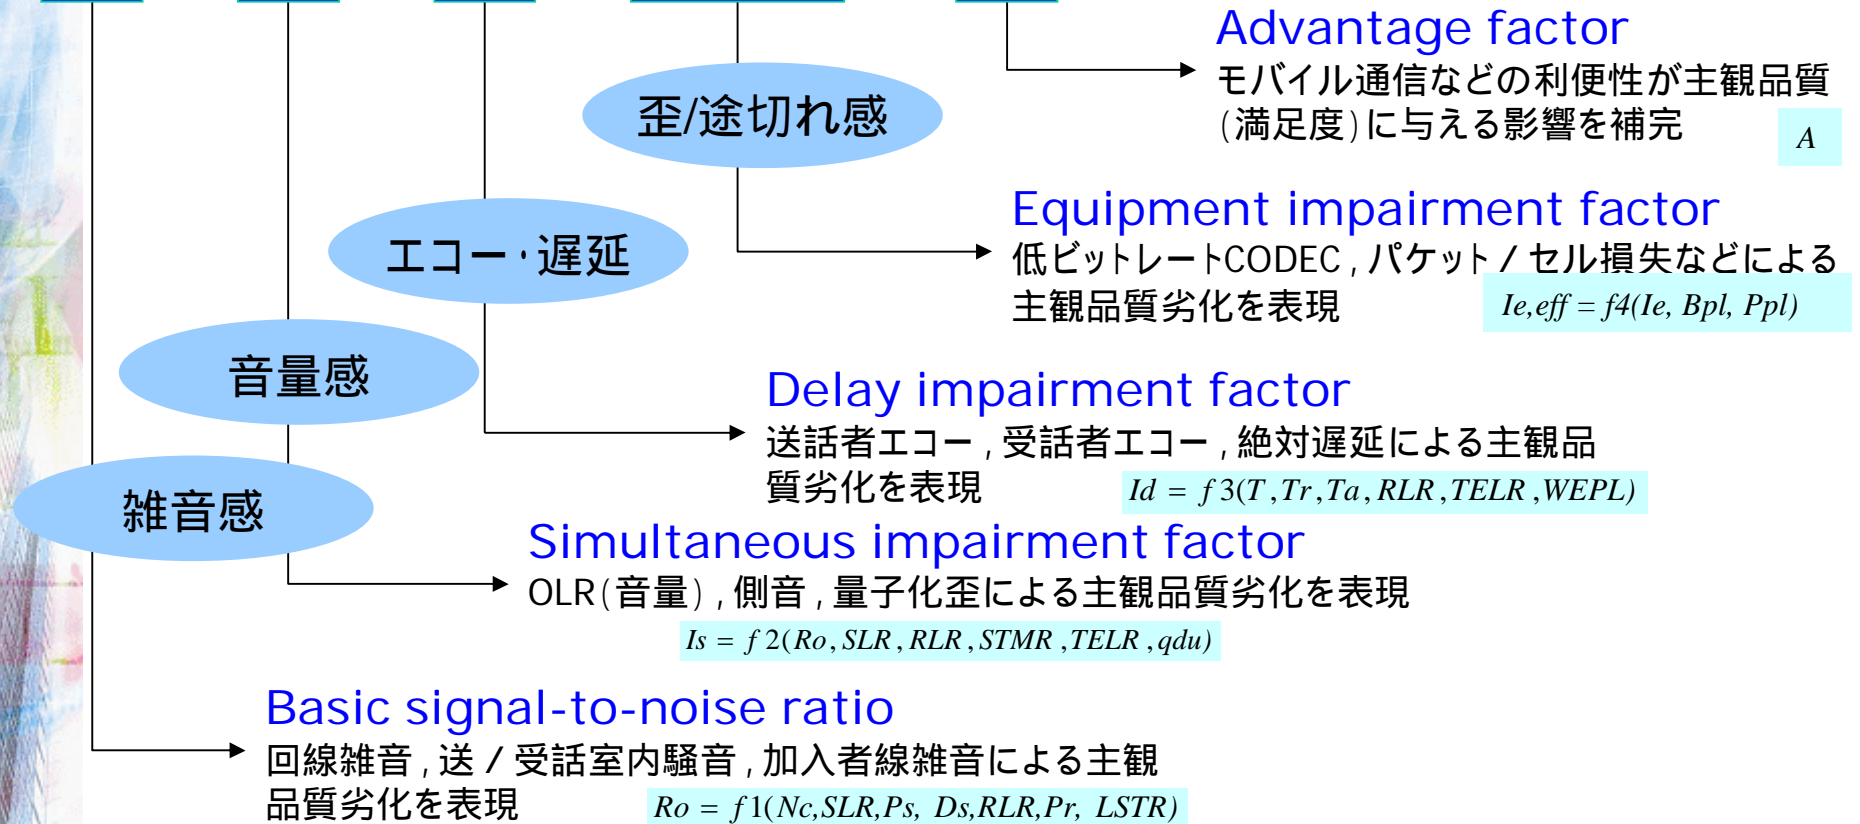 Advantage factor
モバイル通信などの利便性が主観品質
(満足度)に与える影響を補完
A
歪/途切れ感
Equipment impairment factor
低ビットレートCODEC , パケット / セル損失などによる
主観品質劣化を表現
Ie,eff = f4(Ie, Bpl, Ppl)
エコー・遅延
音量感
Delay impairment factor
送話者エコー , 受話者エコー , 絶対遅延による主観品
質劣化を表現
Id = f 3(T , Tr , Ta , RLR , TELR , WEPL)
雑音感
Simultaneous impairment factor
OLR(音量) , 側音 , 量子化歪による主観品質劣化を表現
Is = f 2(Ro , SLR , RLR , STMR , TELR , qdu)
Basic signal-to-noise ratio
回線雑音 , 送 / 受話室内騒音 , 加入者線雑音による主観
品質劣化を表現
Ro = f 1(Nc,SLR,Ps, Ds,RLR,Pr, LSTR)